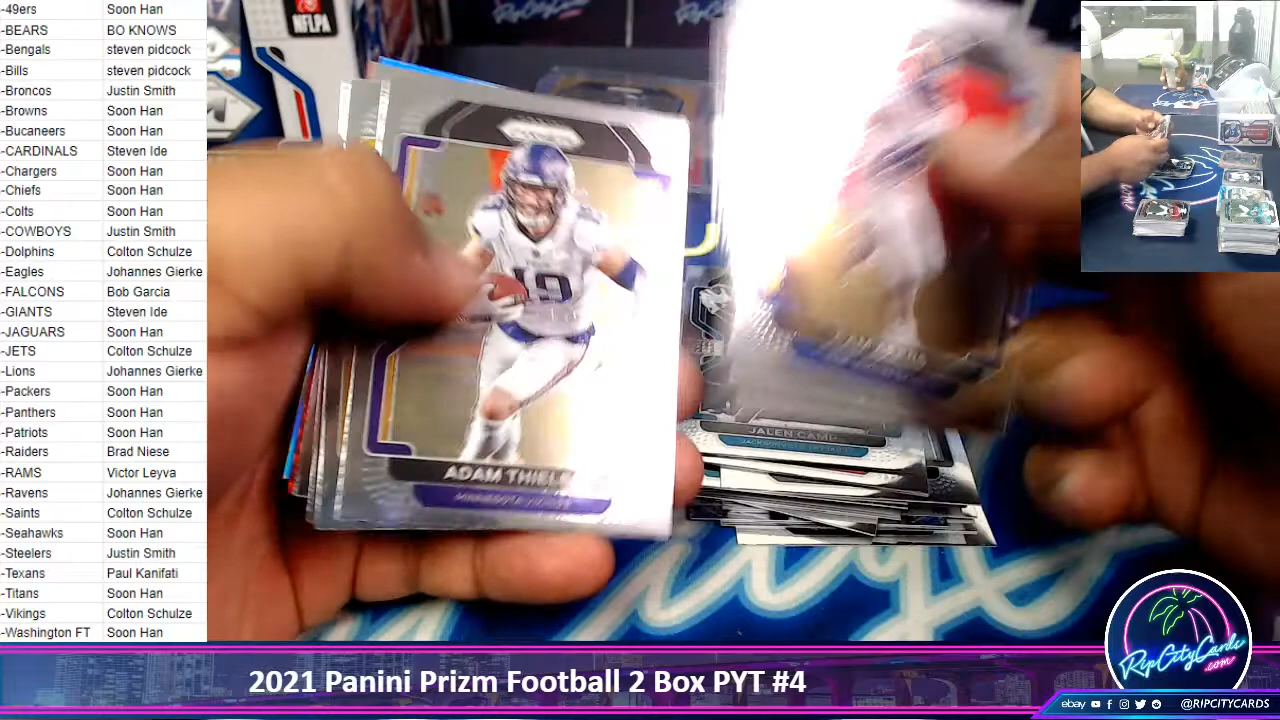 -49ers Soon Han
-BEARS BO KNOWS
-Bengals steven pidcock
-Bills steven pidcock
-Broncos Justin Smith
-Browns Soon Han
-Bucaneers Soon Han
-CARDINALS Steven Ide
-Chargers Soon Han
-Chiefs Soon Han
-Colts Soon Han
-COWBOYS Justin Smith
-Dolphins Colton Schulze
-Eagles Johannes Gierke
-FALCONS Bob Garcia
-GIANTS Steven Ide
-JAGUARS Soon Han
-JETS Colton Schulze
-Lions Johannes Gierke
-Packers Soon Han
-Panthers Soon Han
-Patriots Soon Han
-Raiders Brad Niese
-RAMS Victor Leyva
-Ravens Johannes Gierke
-Saints Colton Schulze
-Seahawks Soon Han
-Steelers Justin Smith
-Texans Paul Kanifati
-Titans Soon Han
-Vikings Colton Schulze
-Washington FT Soon Han
NFLPA
19
ADAM THIEL
JALEN CAMP
RipCityCards
.com
2021 Panini Prizm Football 2 Box PYT #4
ebay @RIPCITYCARDS